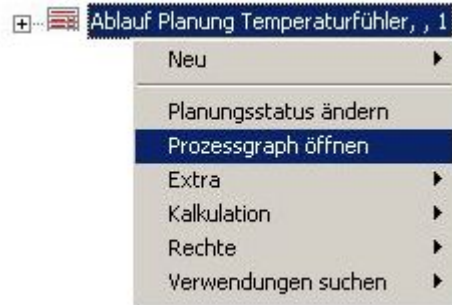 Ablauf Planung Temperaturfühler, , 1
Neu
Planungsstatus ändern
Prozessgraph öffnen
Extra
Kalkulation
Rechte
Verwendungen suchen